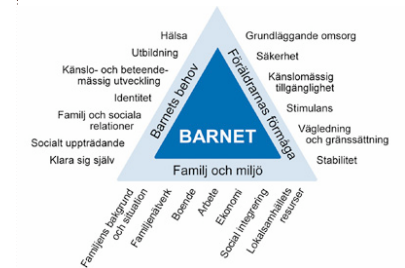 Hälsa
Utbildning
Känslo- och beteende-
mässig utveckling
Identitet
Familj och sociala
relationer
Socialt uppträdande
Klara sig själv
Barnets behov
Grundläggande omsorg
Säkerhet
Känslomässig
tillgänglighet
Stimulans
Vägledning
och gränssättning
Stabilitet
Föräldrarnas förmåga
BARNET
Familj och miljö
Familjens bakgrund
och situation
Familjenätverk
Boende
Arbete
Ekonomi
Social integrering
Lokalsamhällets
resurser